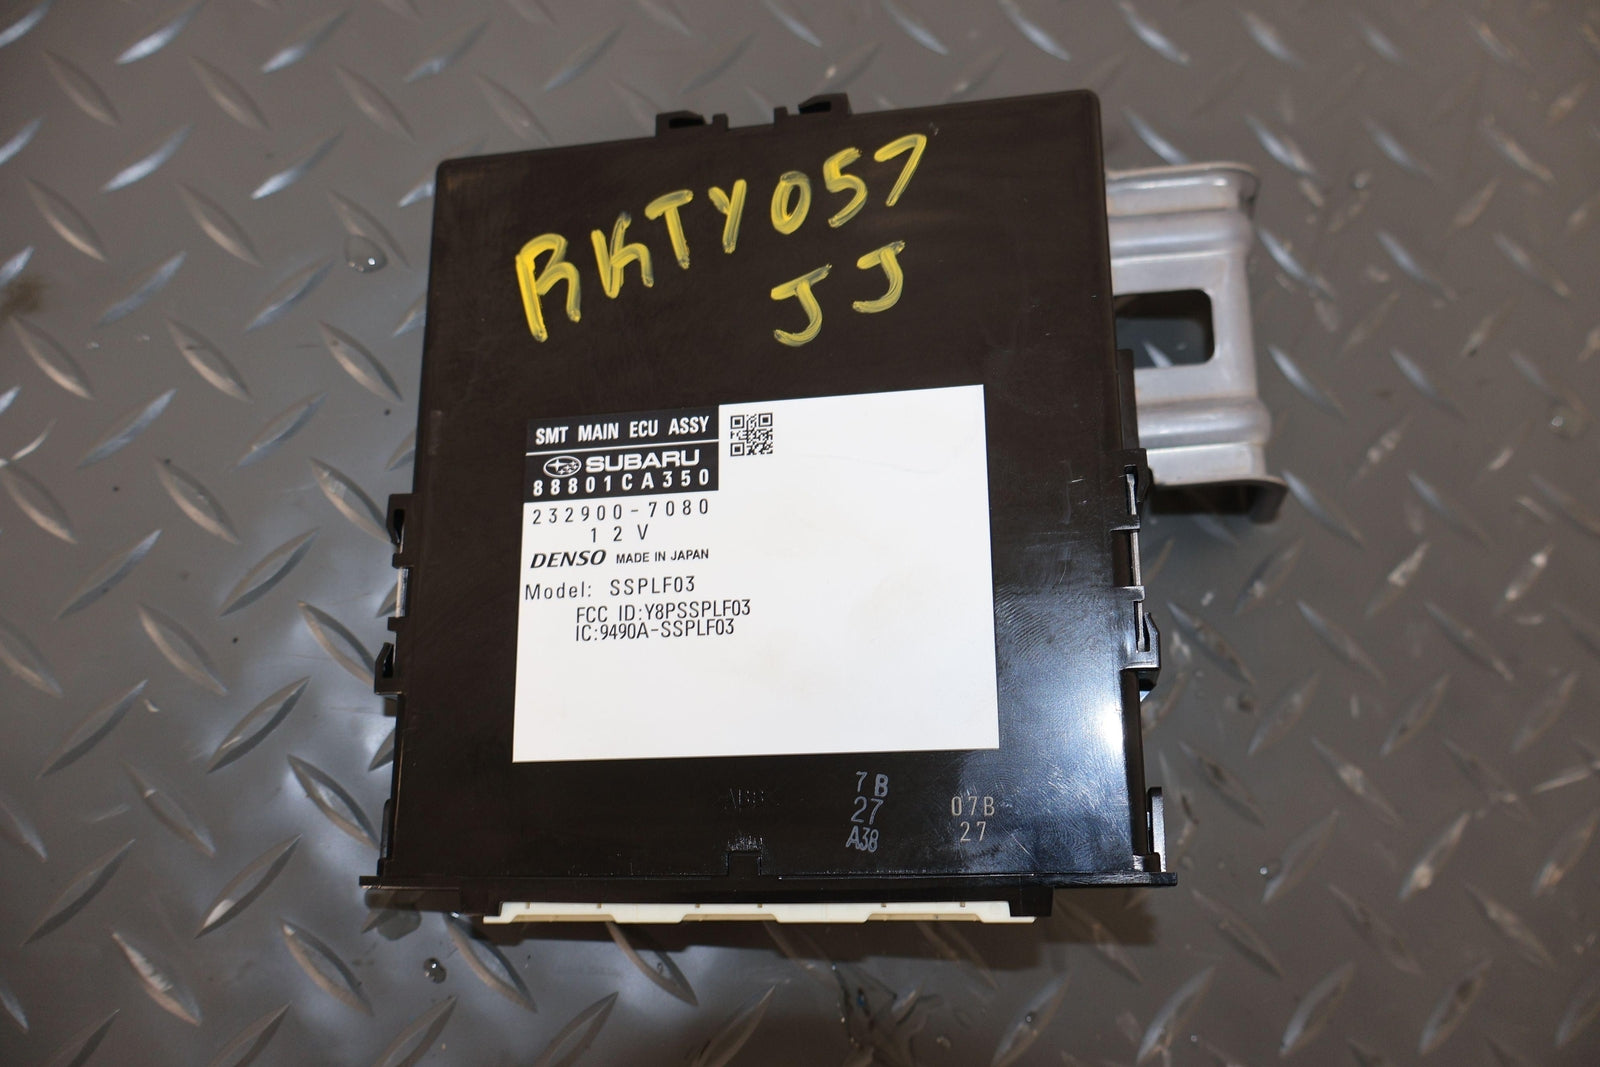 RKTY057
JJ
SMT MAIN ECU ASSY
SUBARU
88801CA350
232900-7080
12V
DENSO MADE IN JAPAN
Model: SSPLF03
FCC ID:Y8PSSPLF03
IC:9490A-SSPLF03
7B
27
A38
07B
27